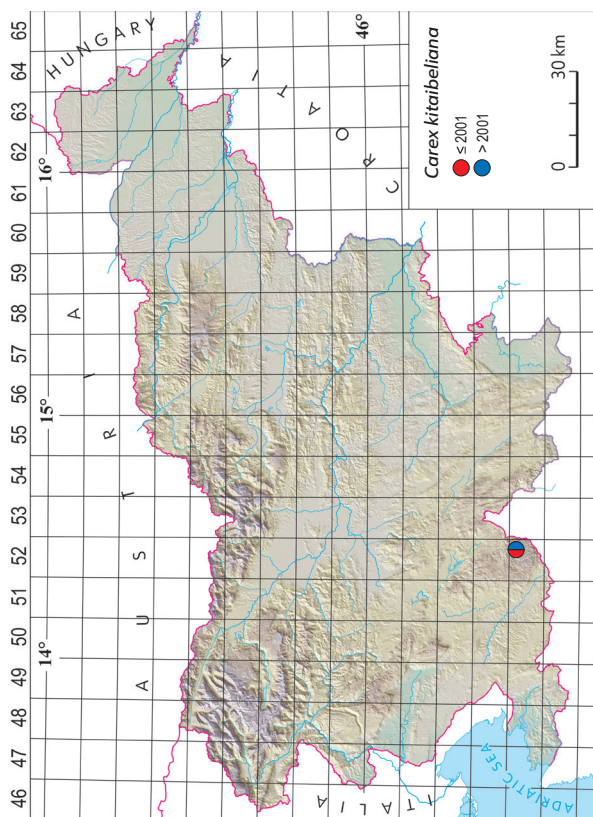 46 47 48 49 50 51 52 53 54 55 56 57 58 59 60 61 62 63 64 65
14° 15° 16°
AUSTRIA
HUNGARY
CROATIA
46°
ITALIA
ADRIATIC SEA
Carex kitaibeliana
≤ 2001
> 2001
0 30 km